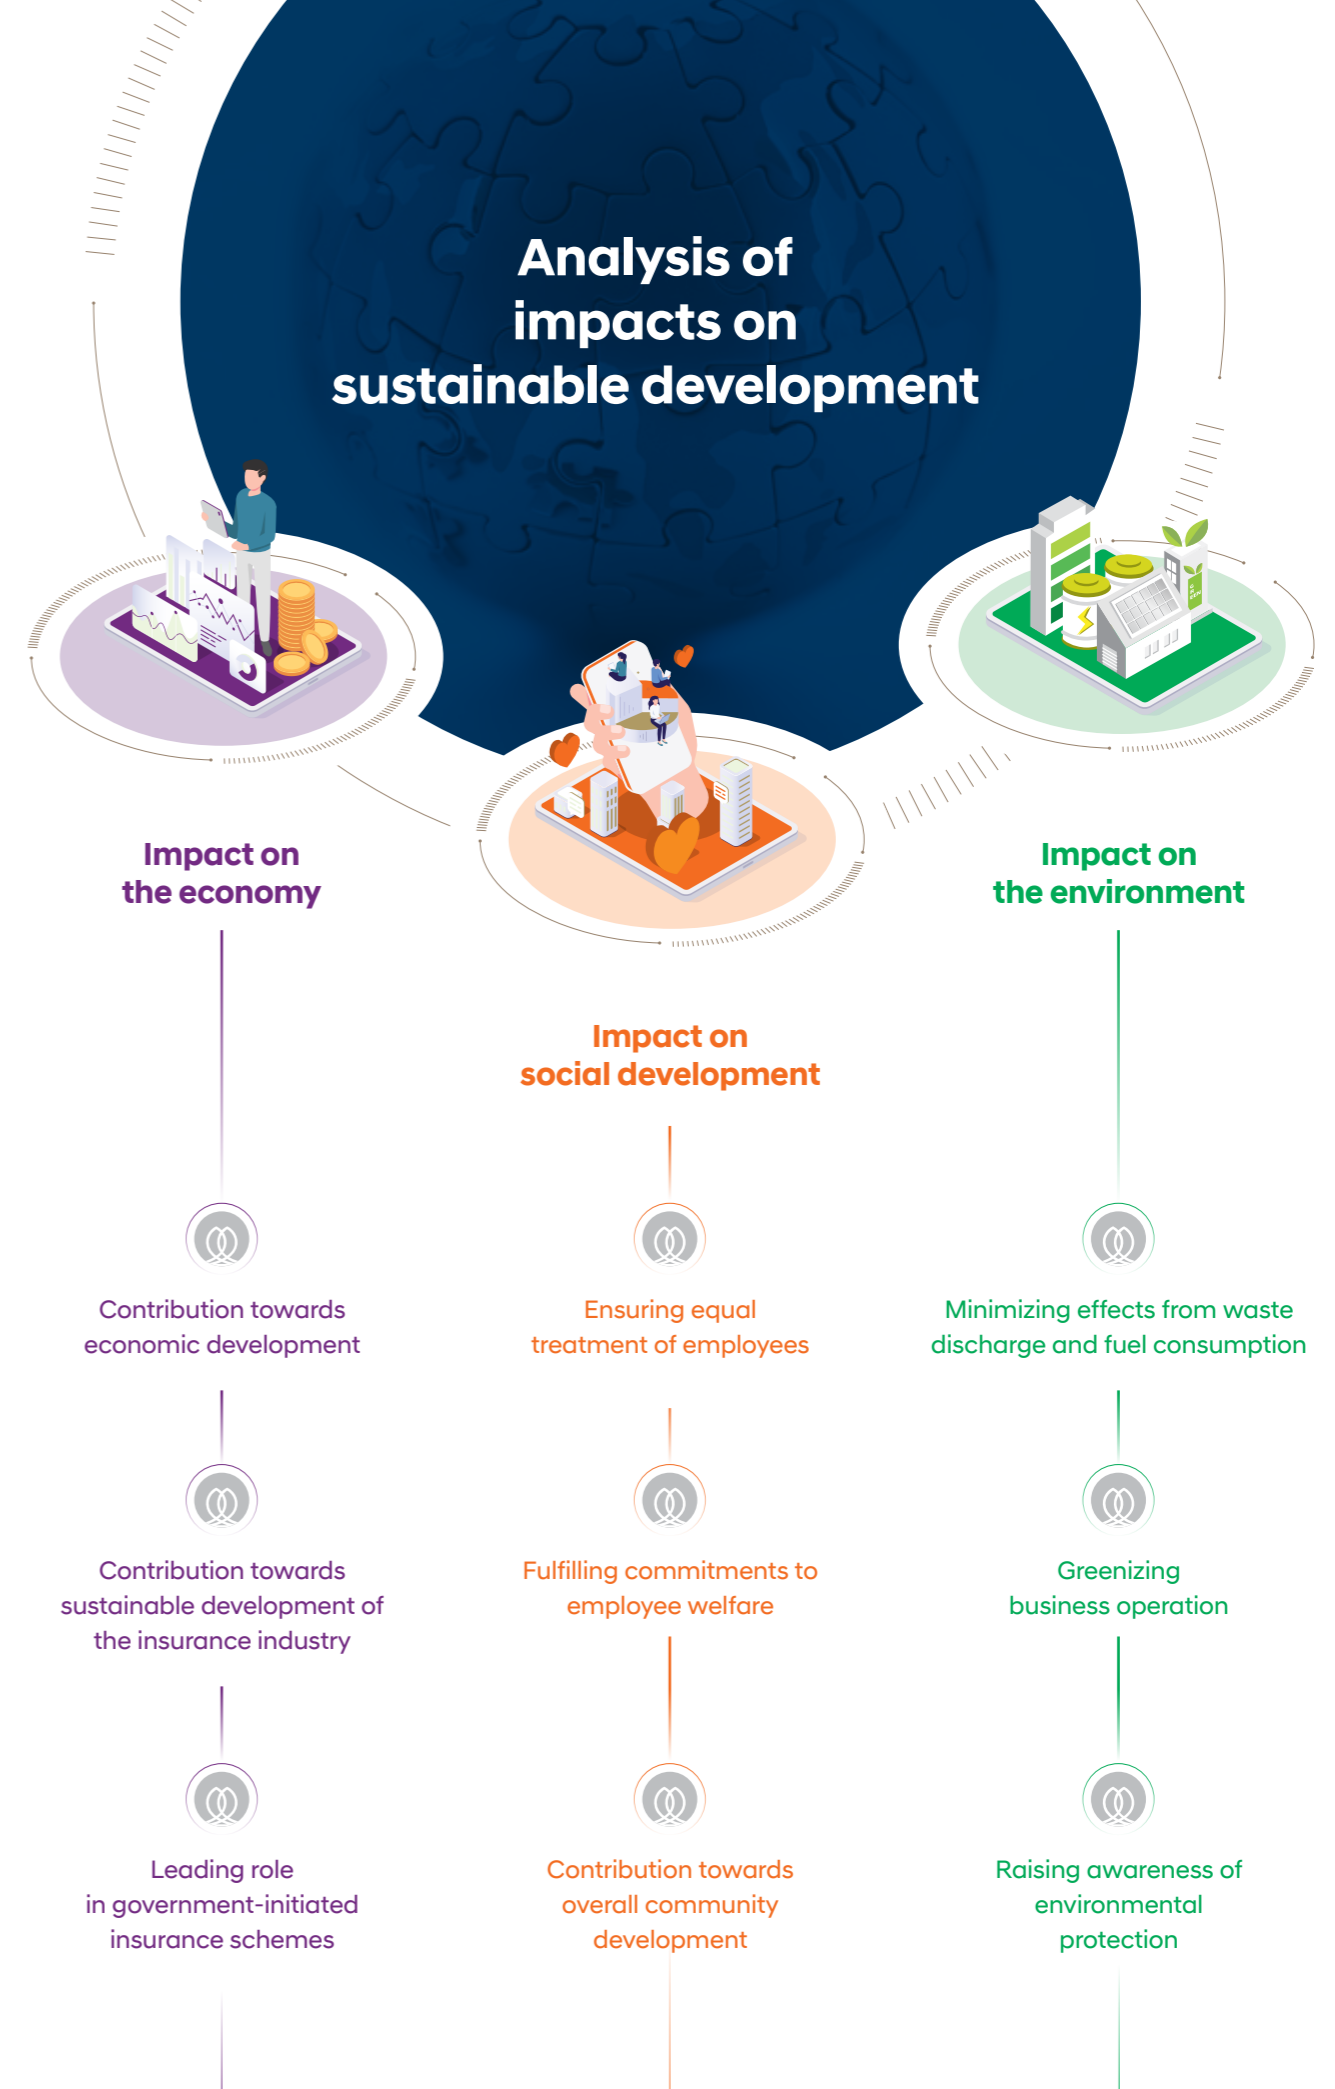 Analysis of
impacts on
sustainable development
Impact on
the economy
Contribution towards
economic development
Contribution towards
sustainable development of
the insurance industry
Leading role
in government-initiated
insurance schemes
Impact on
social development
Ensuring equal
treatment of employees
Fulfilling commitments to
employee welfare
Contribution towards
overall community
development
Impact on
the environment
Minimizing effects from waste
discharge and fuel consumption
Greenizing
business operation
Raising awareness of
environmental
protection